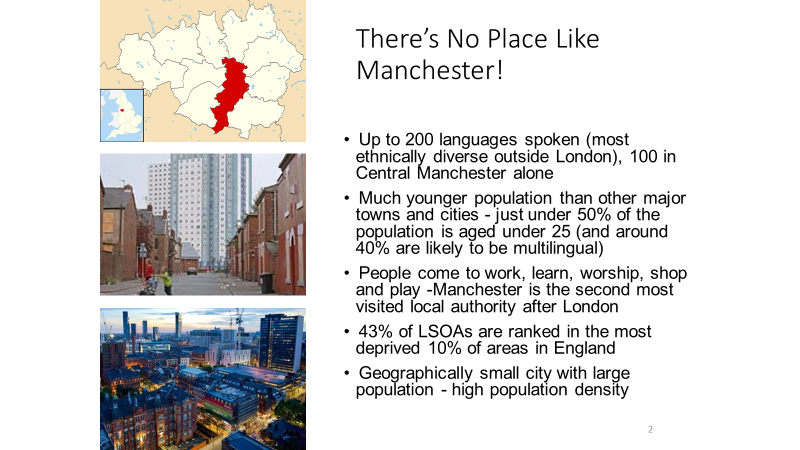 There’s No Place Like
Manchester!
• Up to 200 languages spoken (most
ethnically diverse outside London), 100 in
Central Manchester alone
• Much younger population than other major
towns and cities - just under 50% of the
population is aged under 25 (and around
40% are likely to be multilingual)
• People come to work, learn, worship, shop
and play -Manchester is the second most
visited local authority after London
• 43% of LSOAs are ranked in the most
deprived 10% of areas in England
• Geographically small city with large
population - high population density
2